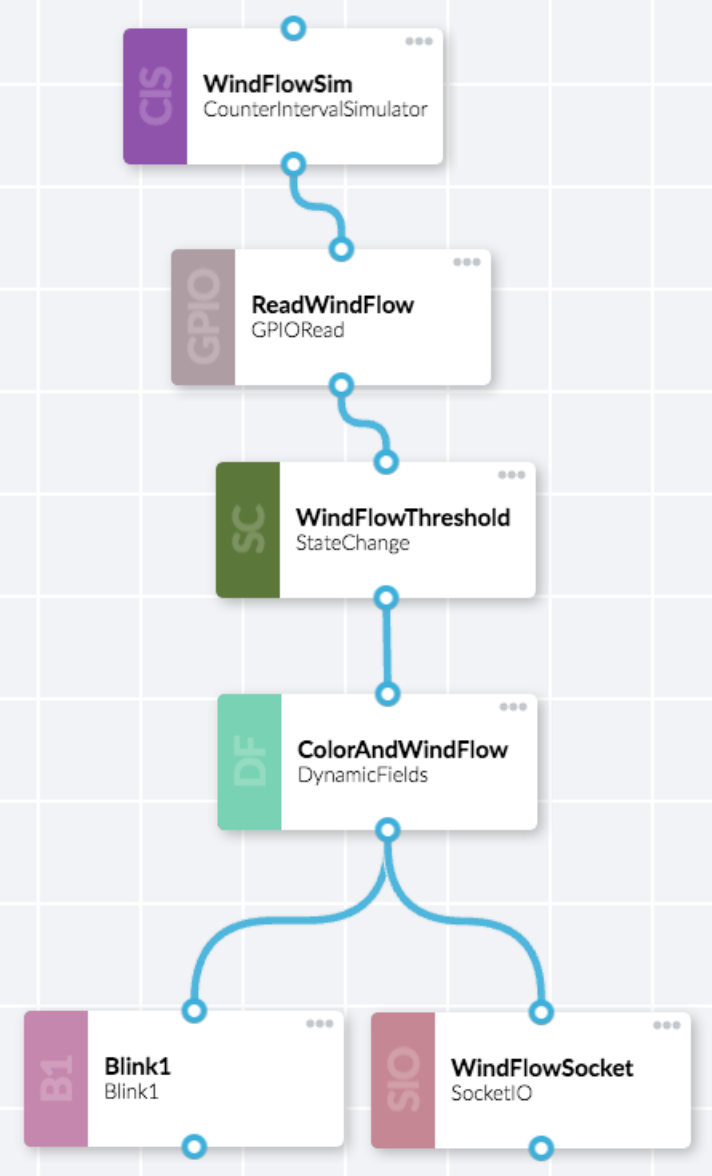 CIS
WindFlowSim
CounterIntervalSimulator
GPIO
ReadWindFlow
GPIORead
SC
WindFlowThreshold
StateChange
DF
ColorAndWindFlow
DynamicFields
B1
Blink1
Blink1
SIO
WindFlowSocket
SocketIO